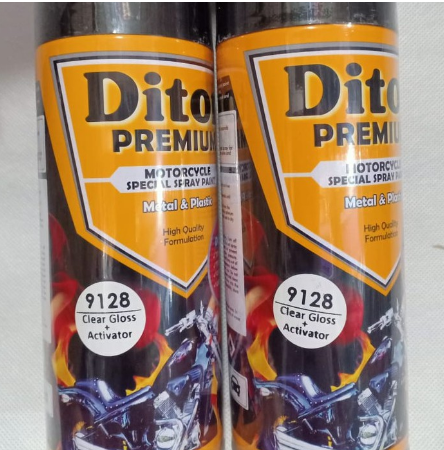 Dito
PREMIUM
MOTORCYCLE
SPECIAL SPRAY PAINT
Metal & Plastic
High Quality
Formulation
9128
Clear Gloss
+
Activator
Dito
PREMIU
MOTORCYCLE
SPECIAL SPRAY PAINT
Metal & Plastic
High Quality
Formulation
9128
Clear Gloss
+
Activator